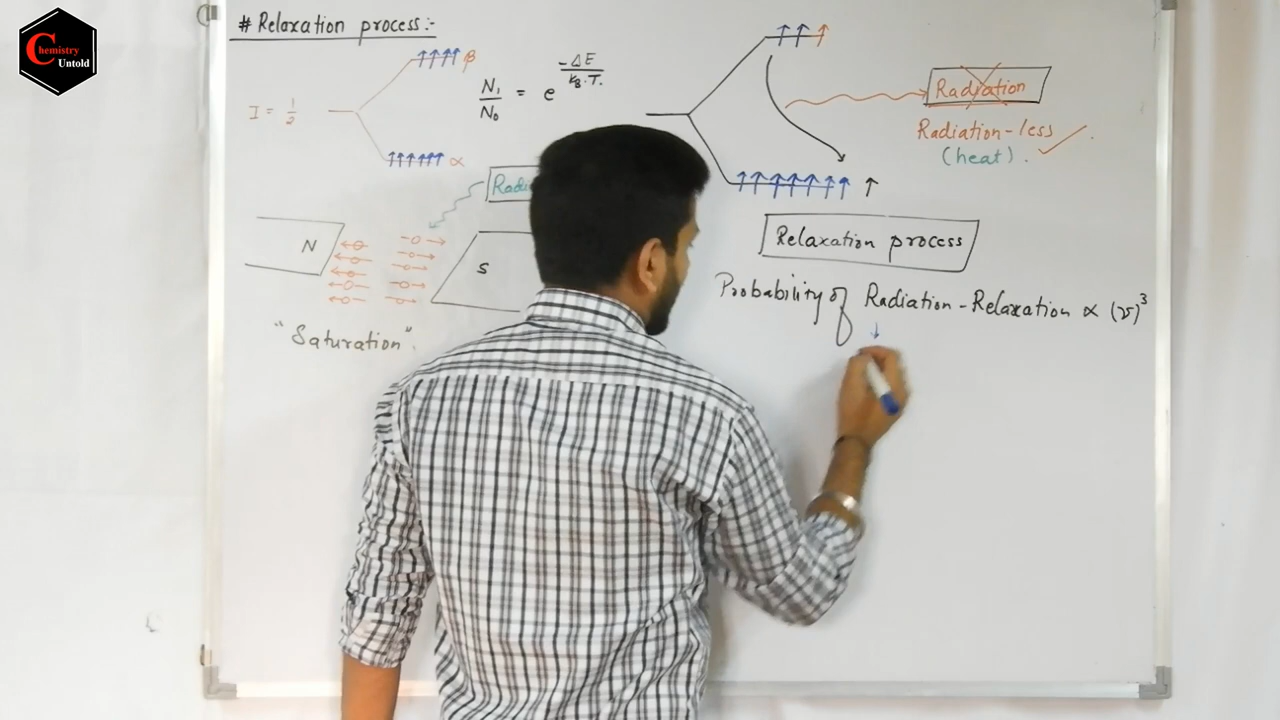 Chemistry
Untold
# Relaxation process:-
β
I = 1/2
α
N₁/N₀ = e^(-ΔE/k_B.T.)
Radiation
Radiation-less
(heat).
N
S
"Saturation".
Relaxation process
Probability of Radiation-Relaxation ∝ (ν)³